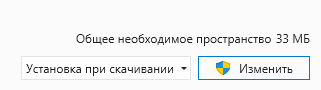 Общее необходимое пространство 33 МБ
Установка при скачивании Изменить